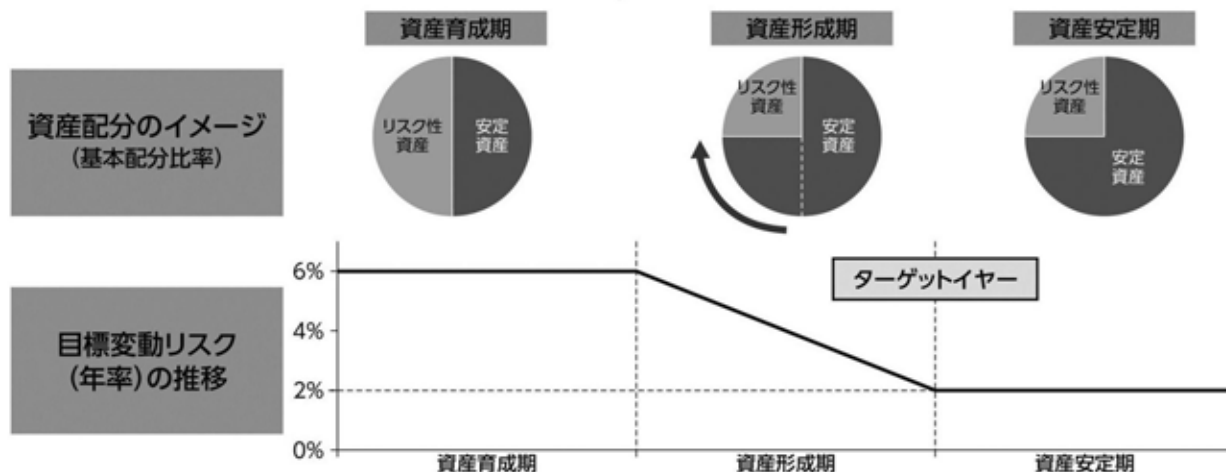 資産育成期
資産形成期
資産安定期
資産配分のイメージ
(基本配分比率)
リスク性
資産
安定
資産
リスク性
資産
安定
資産
リスク性
資産
安定
資産
6%
4%
2%
0%
ターゲットイヤー
目標変動リスク
(年率)の推移
資産育成期
資産形成期
資産安定期